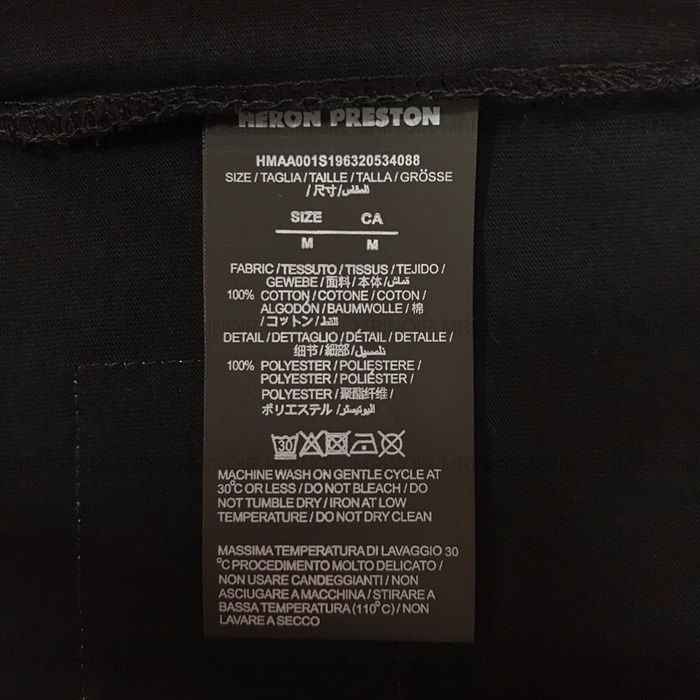 HERON PRESTON
HMAA001S196320534088
SIZE / TAGLIA / TAILLE / TALLA / GRÖSSE
/ 尺寸 / المقاس
SIZE CA
M M
FABRIC / TESSUTO / TISSUS / TEJIDO /
GEWEBE / 面料 / 本体 / قماش
100% COTTON / COTONE / COTON /
ALGODÓN / BAUMWOLLE / 棉
/ コットン / القط
DETAIL / DETTAGLIO / DÉTAIL / DETALLE /
细节 / 細部 /
100% POLYESTER / POLIESTERE /
POLYESTER / POLIÉSTER /
POLYESTER / 聚酯纤维 /
ポリエステル /
30
MACHINE WASH ON GENTLE CYCLE AT
30°C OR LESS / DO NOT BLEACH / DO
NOT TUMBLE DRY / IRON AT LOW
TEMPERATURE / DO NOT DRY CLEAN
MASSIMA TEMPERATURA DI LAVAGGIO 30
°C PROCEDIMENTO MOLTO DELICATO /
NON USARE CANDEGGIANTI / NON
ASCIUGARE A MACCHINA / STIRARE A
BASSA TEMPERATURA (110°C) / NON
LAVARE A SECCO